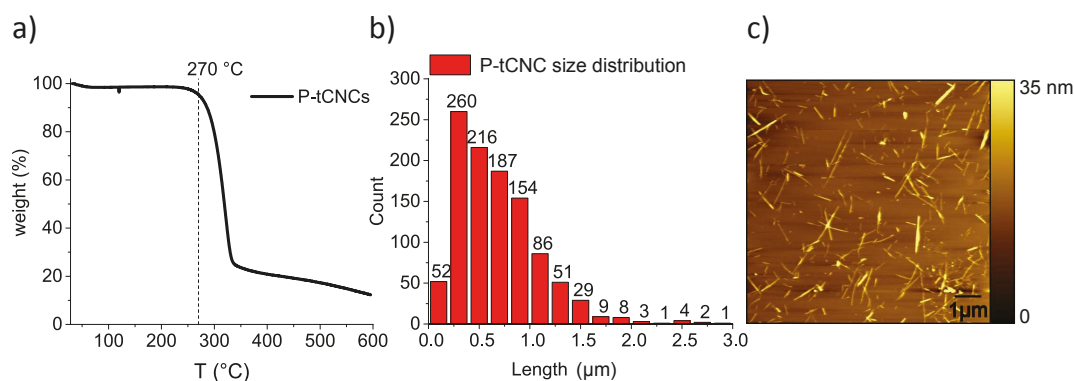 a)
270 °C
100
80
60
40
20
0
weight (%)
P-tCNCs
0 100 200 300 400 500 600
T (°C)
b)
P-tCNC size distribution
300
250
200
150
100
50
0
Count
52 260 216 187 154 86 51 29 9 8 3 1 4 2 1
0.0 0.5 1.0 1.5 2.0 2.5 3.0
Length (µm)
c)
35 nm
1µm
0